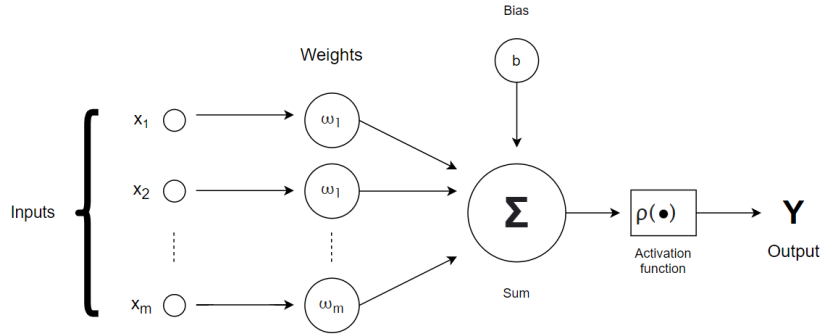 Bias
b
Weights
x1
ω1
x2
ω1
Inputs
Σ
ρ(●)
Y
Activation
function
Output
xm
ωm
Sum